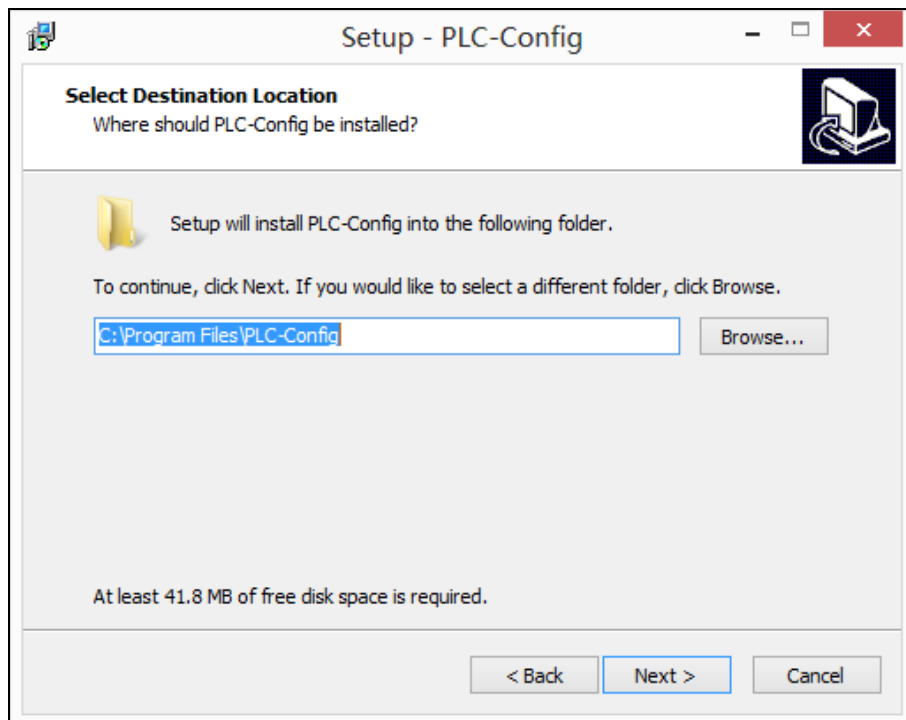 Setup - PLC-Config
Select Destination Location
Where should PLC-Config be installed?
Setup will install PLC-Config into the following folder.
To continue, click Next. If you would like to select a different folder, click Browse.
C:\Program Files\PLC-Config
Browse...
At least 41.8 MB of free disk space is required.
< Back
Next >
Cancel